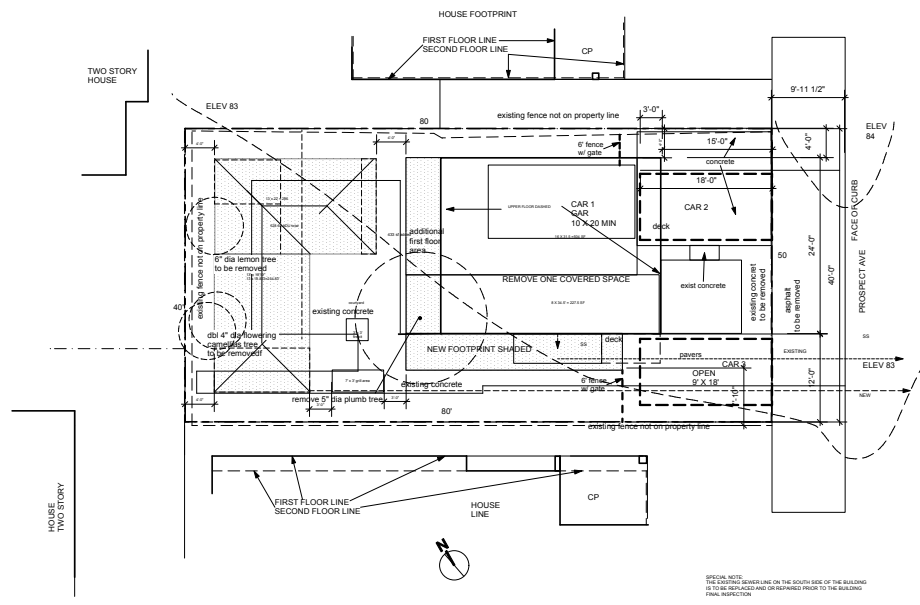 HOUSE FOOTPRINT
FIRST FLOOR LINE
SECOND FLOOR LINE
CP
TWO STORY
HOUSE
9'-11 1/2"
ELEV 83
3'-0"
existing fence not on property line
80
ELEV
84
15'-0"
4'-0"
6' fence
w/ gate
concrete
18'-0"
CAR 1
GAR
10 X 20 MIN
UPPER FLOOR DASHED
CAR 2
deck
additional
first floor
area
existing fence not on property line
6" dia lemon tree
to be removed
50
24'-0"
40'-0"
FACE OF CURB
PROSPECT AVE
REMOVE ONE COVERED SPACE
exist concrete
existing concret
to be removed
asphalt
to be removed
40'
existing concrete
dbl 4" dia flowering
camellas tree
to be removedf
NEW FOOTPRINT SHADED
SS
deck
pavers
EXISTING
SS
CAR 3
OPEN
9' X 18'
ELEV 83
existing concrete
6' fence
w/ gate
12'-0"
NEW
remove 5" dia plumb tree
80'
existing fence not on property line
FIRST FLOOR LINE
SECOND FLOOR LINE
HOUSE
LINE
CP
HOUSE
TWO STORY
N
SPECIAL NOTE:
THE EXISTING SEWER LINE ON THE SOUTH SIDE OF THE BUILDING
IS TO BE REPLACED AND OR REPAIRED PRIOR TO THE BUILDING
FINAL INSPECTION